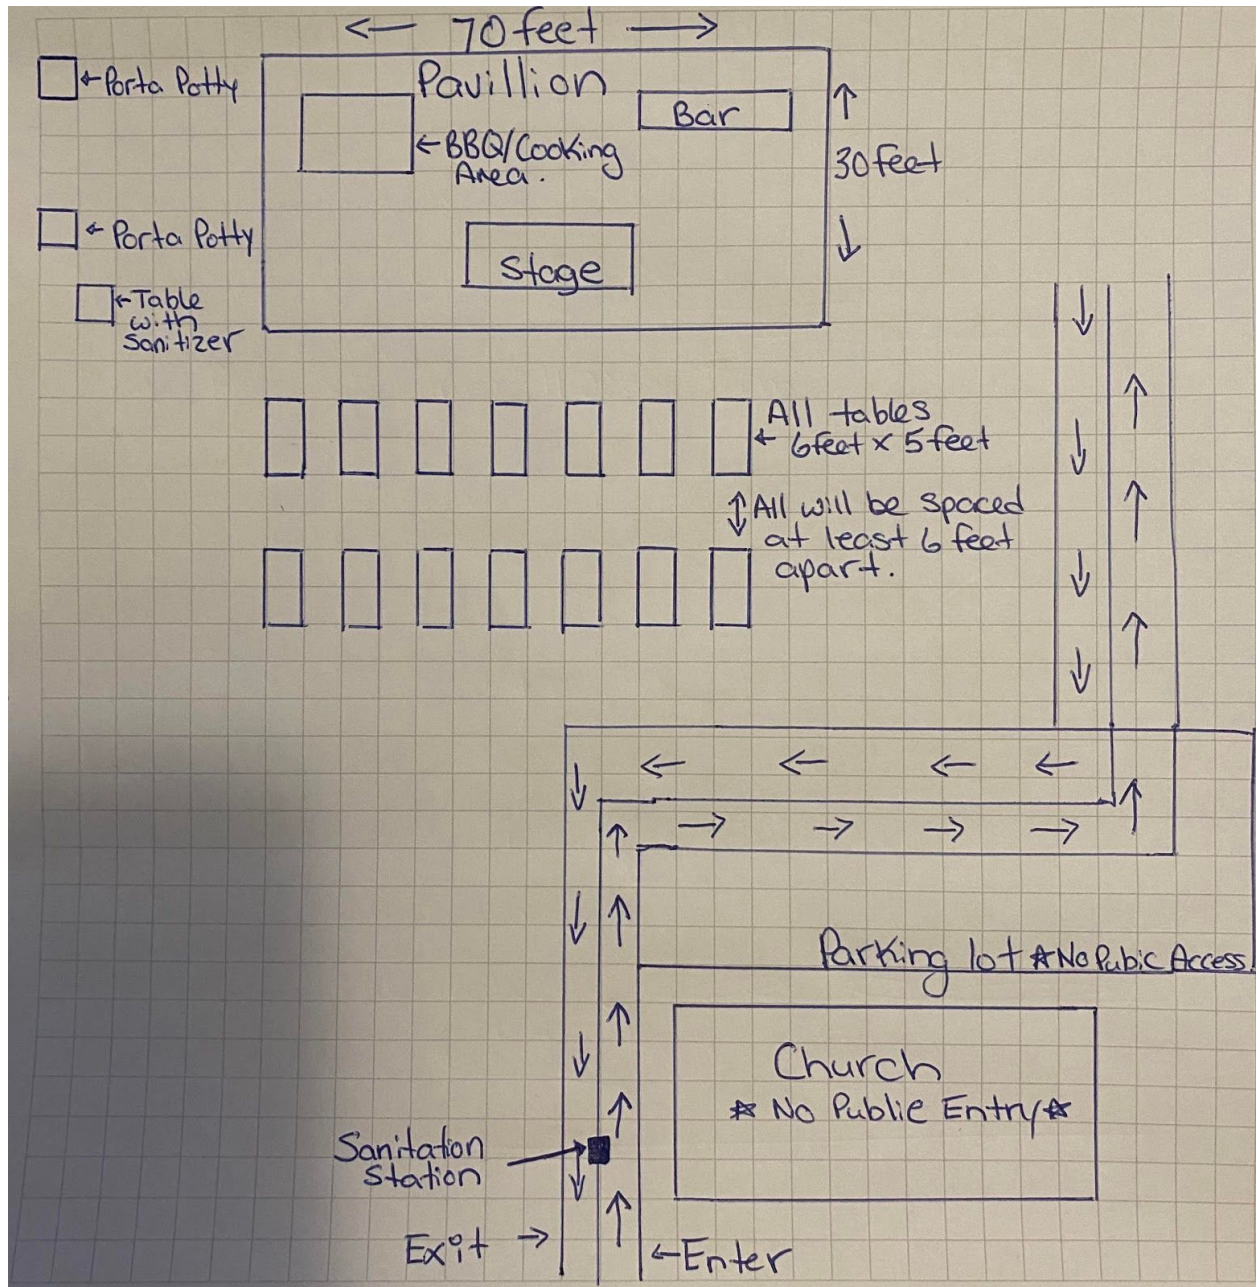 ← 70 feet →
Pavillion
←Porta Potty
Bar
←BBQ/Cooking
Area.
30 feet
← Porta Potty
Stage
←Table
with
Sanitizer
All tables
← 6feet x 5feet
All will be spaced
at least 6 feet
apart.
Parking lot ☆No Pubic Access.
Church
☆ No Public Entry☆
Sanitation
Station
Exit →
←Enter